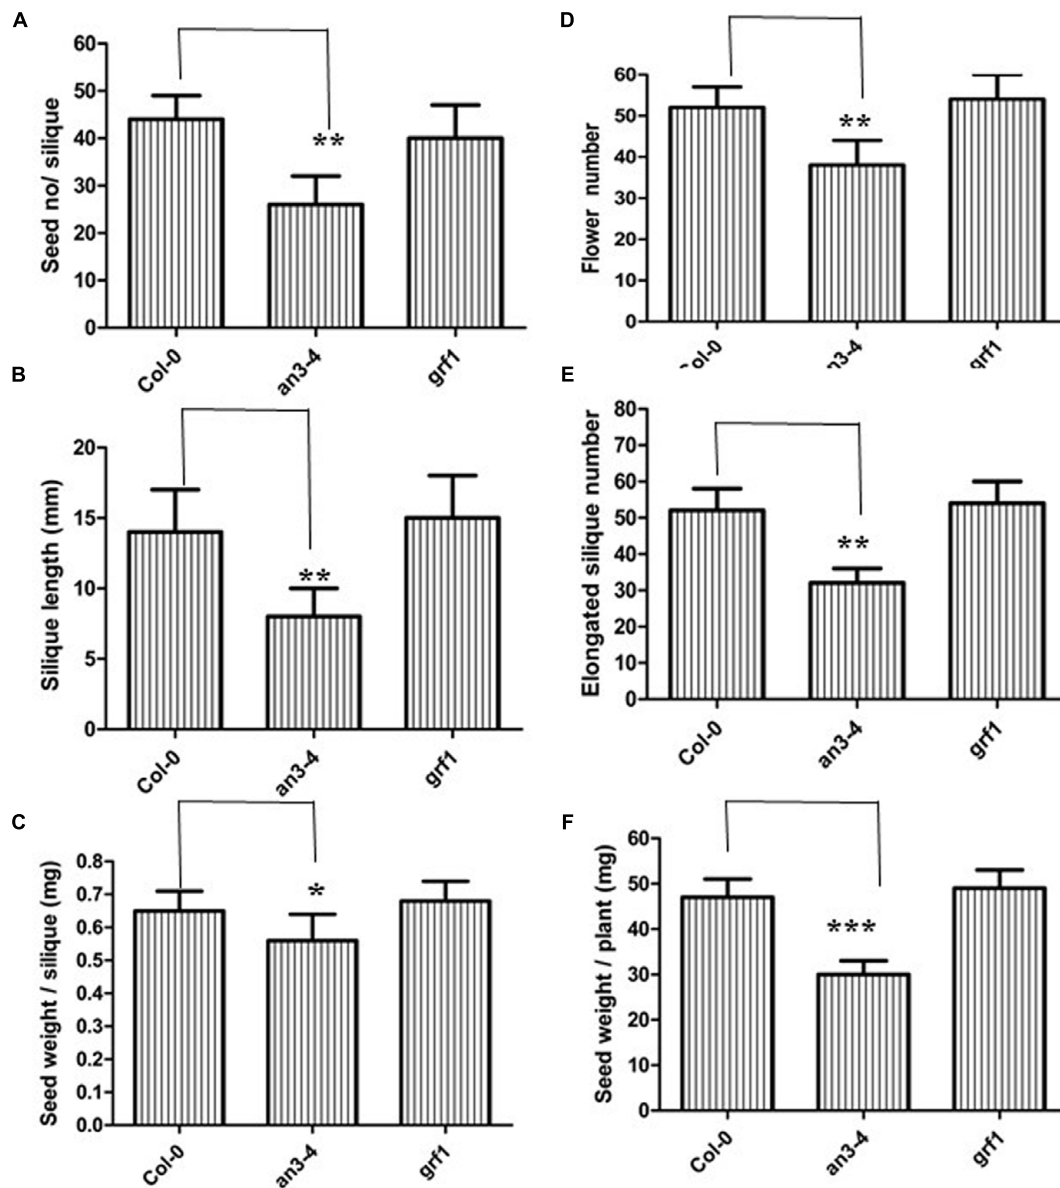 A
Seed no/ silique
60
50
40
30
20
10
0
**
Col-0
an3-4
grf1
B
Silique length (mm)
20
15
10
5
0
**
Col-0
an3-4
grf1
C
Seed weight / silique (mg)
0.8
0.7
0.6
0.5
0.4
0.3
0.2
0.1
0.0
*
Col-0
an3-4
grf1
D
Flower number
60
50
40
30
20
10
0
**
Col-0
an3-4
grf1
E
Elongated silique number
80
70
60
50
40
30
20
10
0
**
Col-0
an3-4
grf1
F
Seed weight / plant (mg)
60
50
40
30
20
10
0
***
Col-0
an3-4
grf1